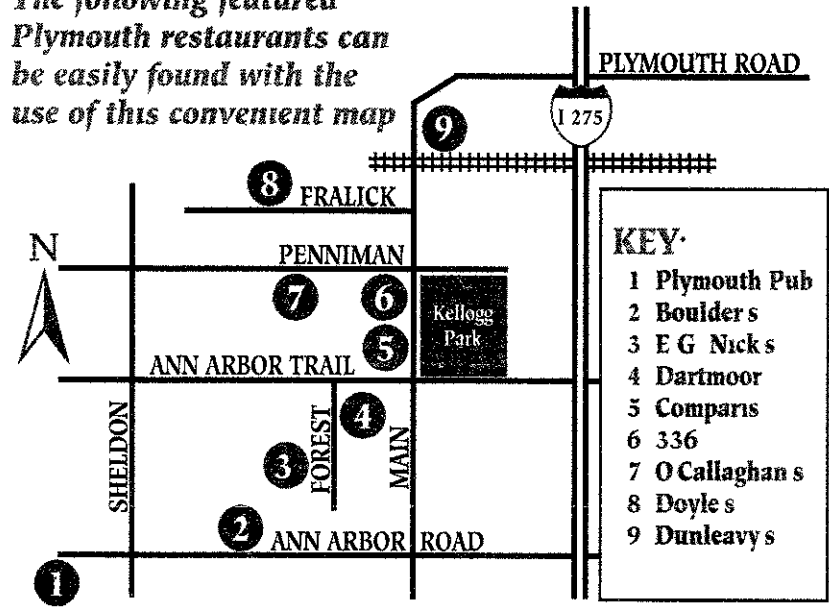 The following featured
Plymouth restaurants can
be easily found with the
use of this convenient map
PLYMOUTH ROAD
I 275
9
8 FRALICK
N
PENNIMAN
7 6 Kellogg
Park
5
ANN ARBOR TRAIL
SHELDON
FOREST
MAIN
4
3
2 ANN ARBOR ROAD
1
KEY·
1 Plymouth Pub
2 Boulder s
3 E G Nick s
4 Dartmoor
5 Comparis
6 336
7 O Callaghan s
8 Doyle s
9 Dunleavy s